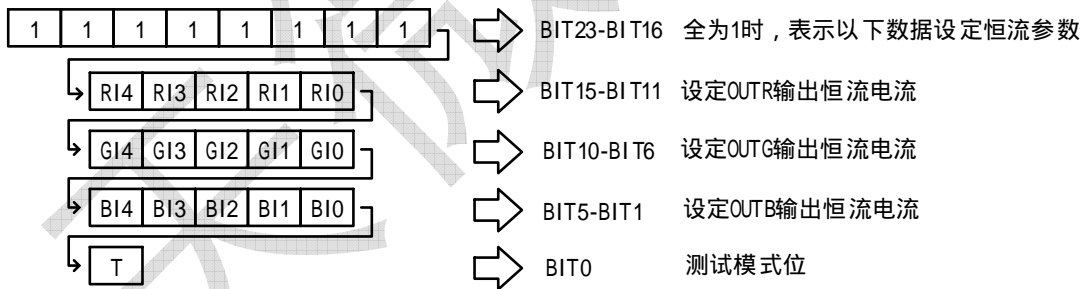 1 1 1 1 1 1 1 1 BIT23-BIT16 全为1时，表示以下数据设定恒流参数
RI4 RI3 RI2 RI1 RI0 BIT15-BIT11 设定OUTR输出恒流电流
GI4 GI3 GI2 GI1 GI0 BIT10-BIT6 设定OUTG输出恒流电流
BI4 BI3 BI2 BI1 BI0 BIT5-BIT1 设定OUTB输出恒流电流
T BIT0 测试模式位